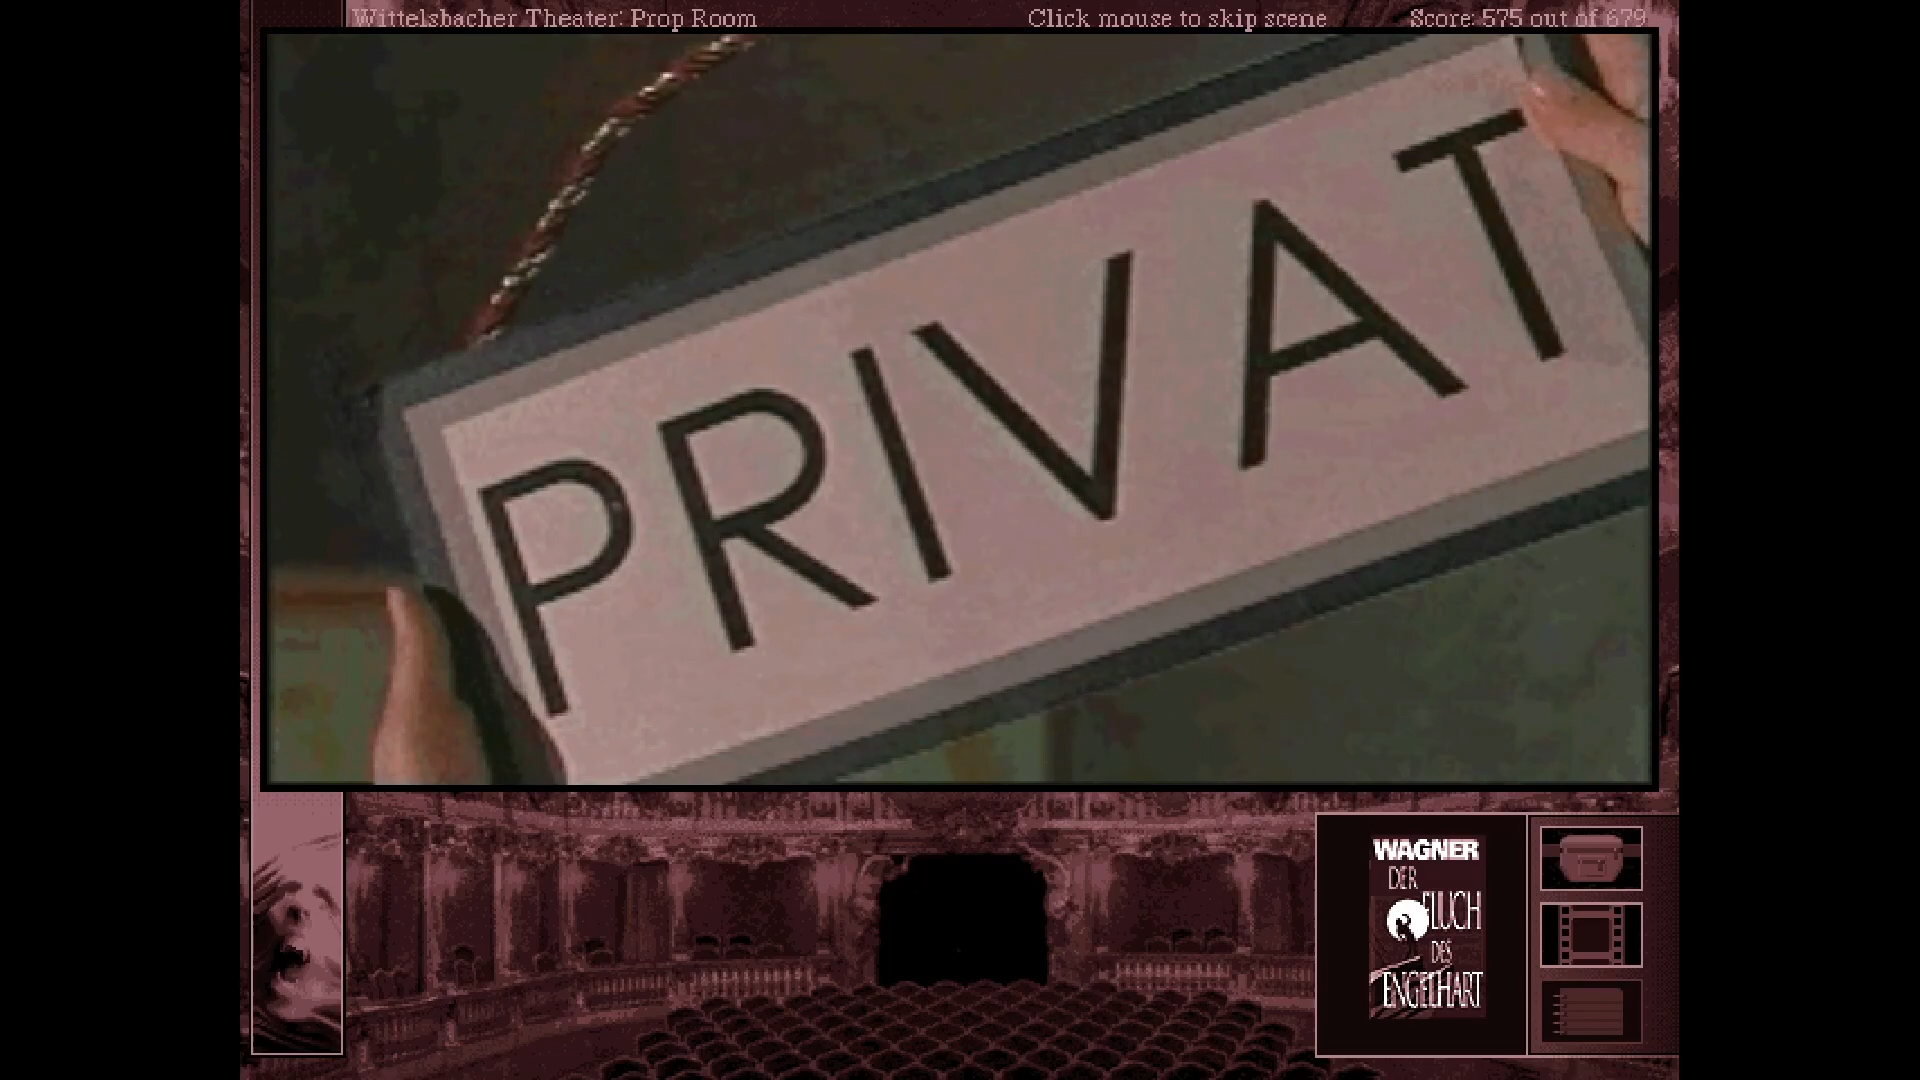 Wittelsbacher Theater: Prop Room
Click mouse to skip scene
Score: 575 out of 679
PRIVAT
WAGNER
DER
FLUCH
DES
ENGELHART